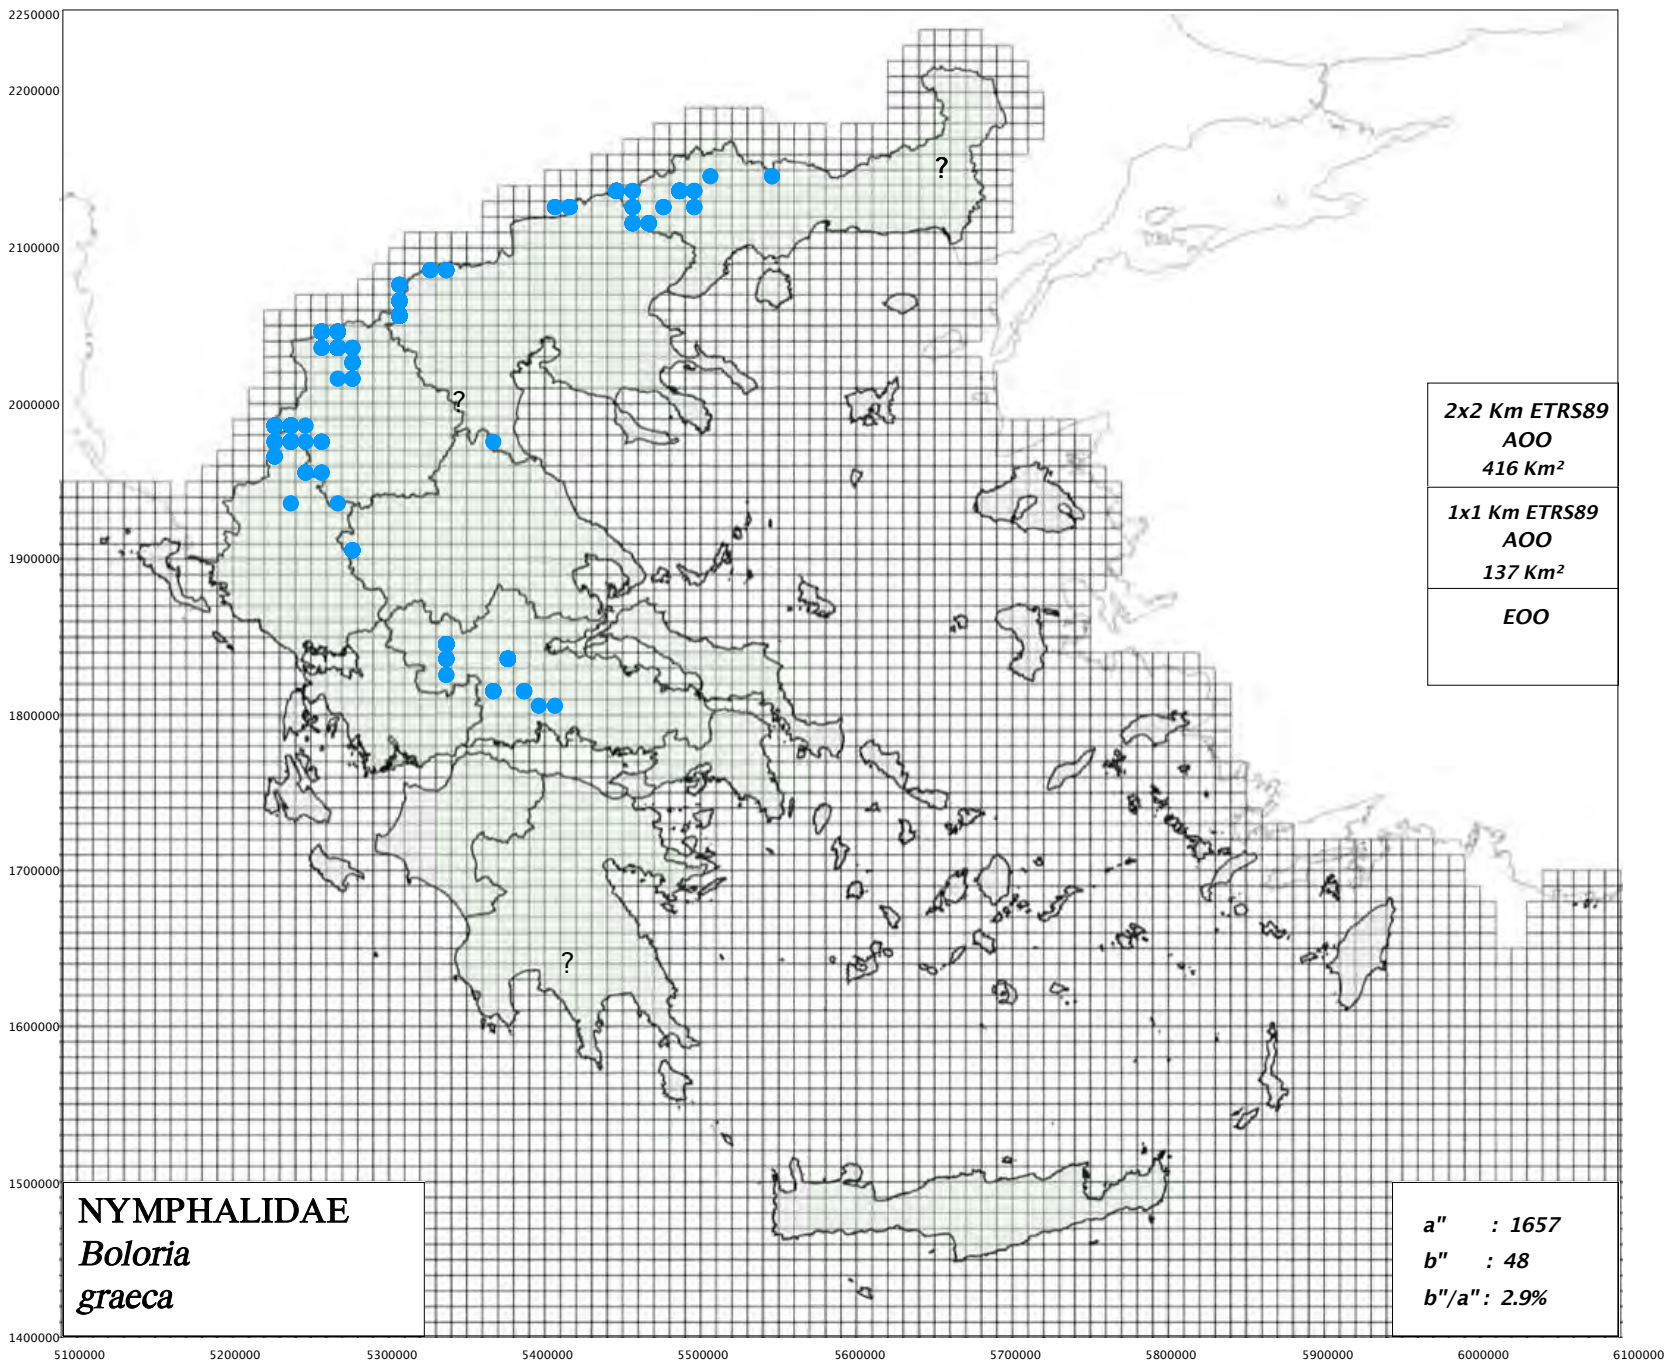 2250000
2200000
2100000
2000000
1900000
1800000
1700000
1600000
1500000
1400000
?
?
?
2x2 Km ETRS89
AOO
416 Km²
1x1 Km ETRS89
AOO
137 Km²
EOO
NYMPHALIDAE
Boloria
graeca
a" : 1657
b" : 48
b"/a" : 2.9%
5100000 5200000 5300000 5400000 5500000 5600000 5700000 5800000 5900000 6000000 6100000